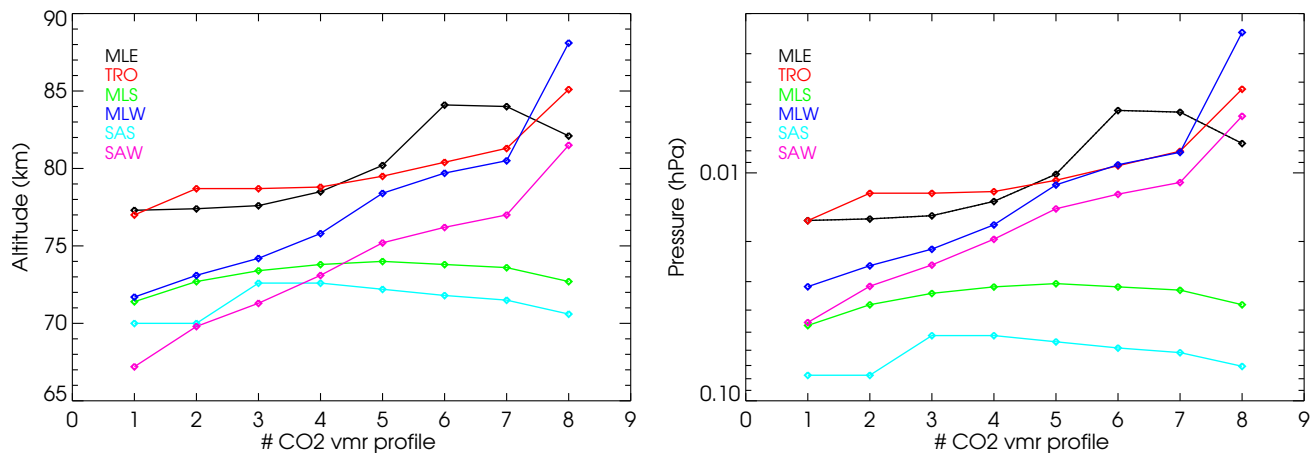 90
85
80
75
70
65
Altitude (km)
MLE
TRO
MLS
MLW
SAS
SAW
0 1 2 3 4 5 6 7 8 9
# CO2 vmr profile
0.01
0.10
Pressure (hPa)
MLE
TRO
MLS
MLW
SAS
SAW
0 1 2 3 4 5 6 7 8 9
# CO2 vmr profile